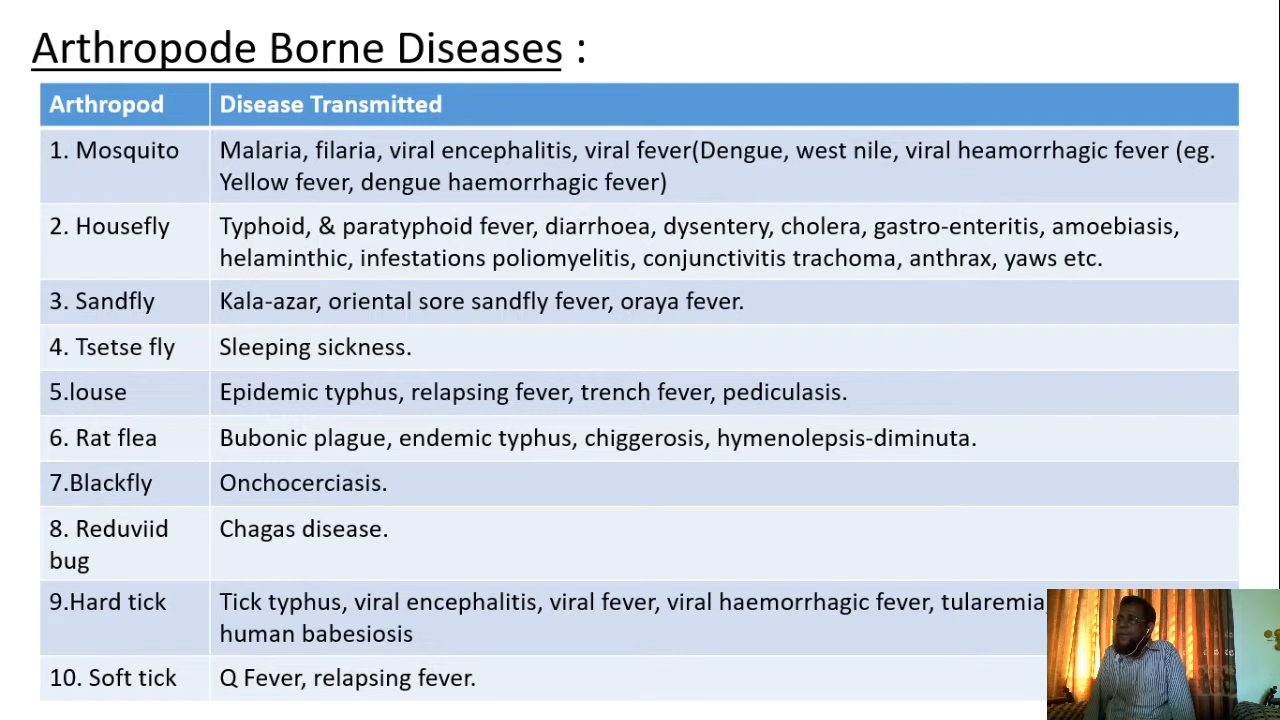 Arthropode Borne Diseases :
Arthropod Disease Transmitted
1. Mosquito Malaria, filaria, viral encephalitis, viral fever(Dengue, west nile, viral heamorrhagic fever (eg.
Yellow fever, dengue haemorrhagic fever)
2. Housefly Typhoid, & paratyphoid fever, diarrhoea, dysentery, cholera, gastro-enteritis, amoebiasis,
helaminthic, infestations poliomyelitis, conjunctivitis trachoma, anthrax, yaws etc.
3. Sandfly Kala-azar, oriental sore sandfly fever, oraya fever.
4. Tsetse fly Sleeping sickness.
5.louse Epidemic typhus, relapsing fever, trench fever, pediculasis.
6. Rat flea Bubonic plague, endemic typhus, chiggerosis, hymenolepsis-diminuta.
7.Blackfly Onchocerciasis.
8. Reduviid Chagas disease.
bug
9.Hard tick Tick typhus, viral encephalitis, viral fever, viral haemorrhagic fever, tularemia,
human babesiosis
10. Soft tick Q Fever, relapsing fever.